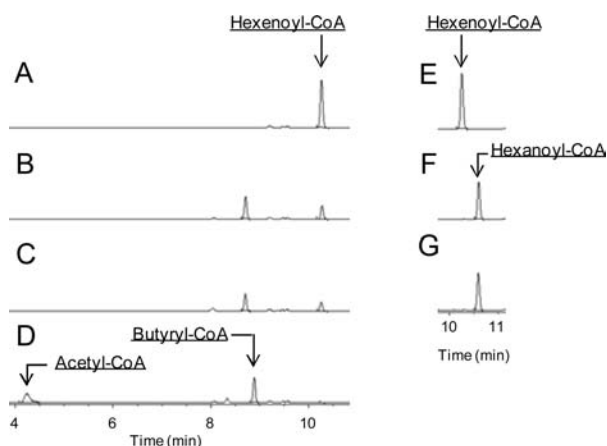 Hexenoyl-CoA
Hexenoyl-CoA
A
E
B
F
Hexanoyl-CoA
C
G
10 11
Time (min)
D
Butyryl-CoA
Acetyl-CoA
4 6 8 10
Time (min)